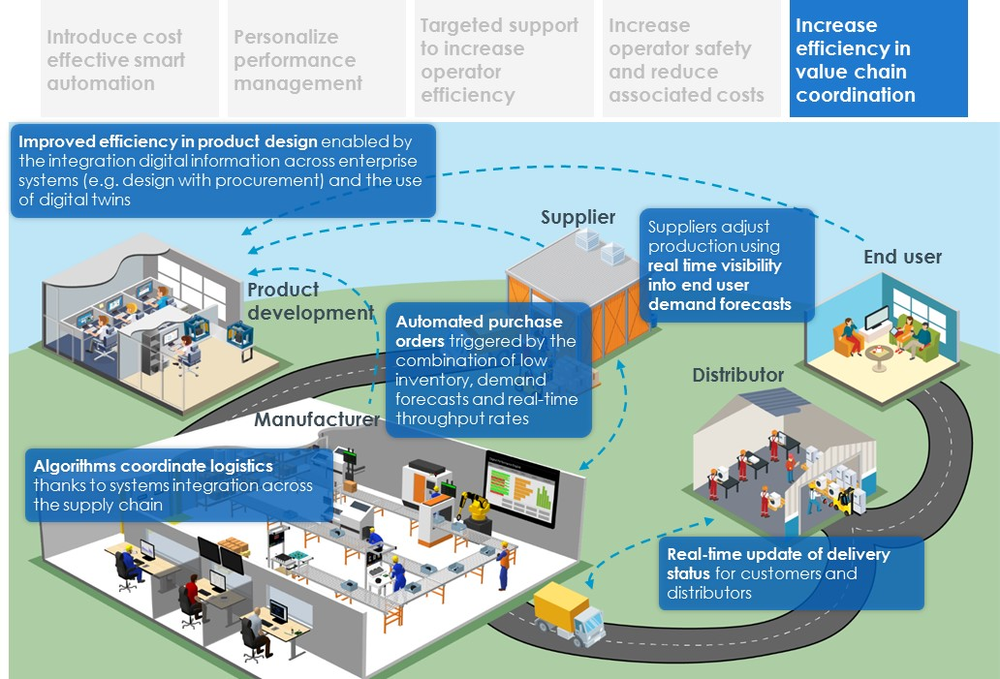 Introduce cost
effective smart
automation
Personalize
performance
management
Targeted support
to increase
operator
efficiency
Increase
operator safety
and reduce
associated costs
Increase
efficiency in
value chain
coordination
Improved efficiency in product design enabled by
the integration digital information across enterprise
systems (e.g. design with procurement) and the use
of digital twins
Supplier
Suppliers adjust
production using
real time visibility
into end user
demand forecasts
End user
Product
development
Automated purchase
orders triggered by the
combination of low
inventory, demand
forecasts and real-time
throughput rates
Distributor
Manufacturer
Algorithms coordinate logistics
thanks to systems integration across
the supply chain
Real-time update of delivery
status for customers and
distributors